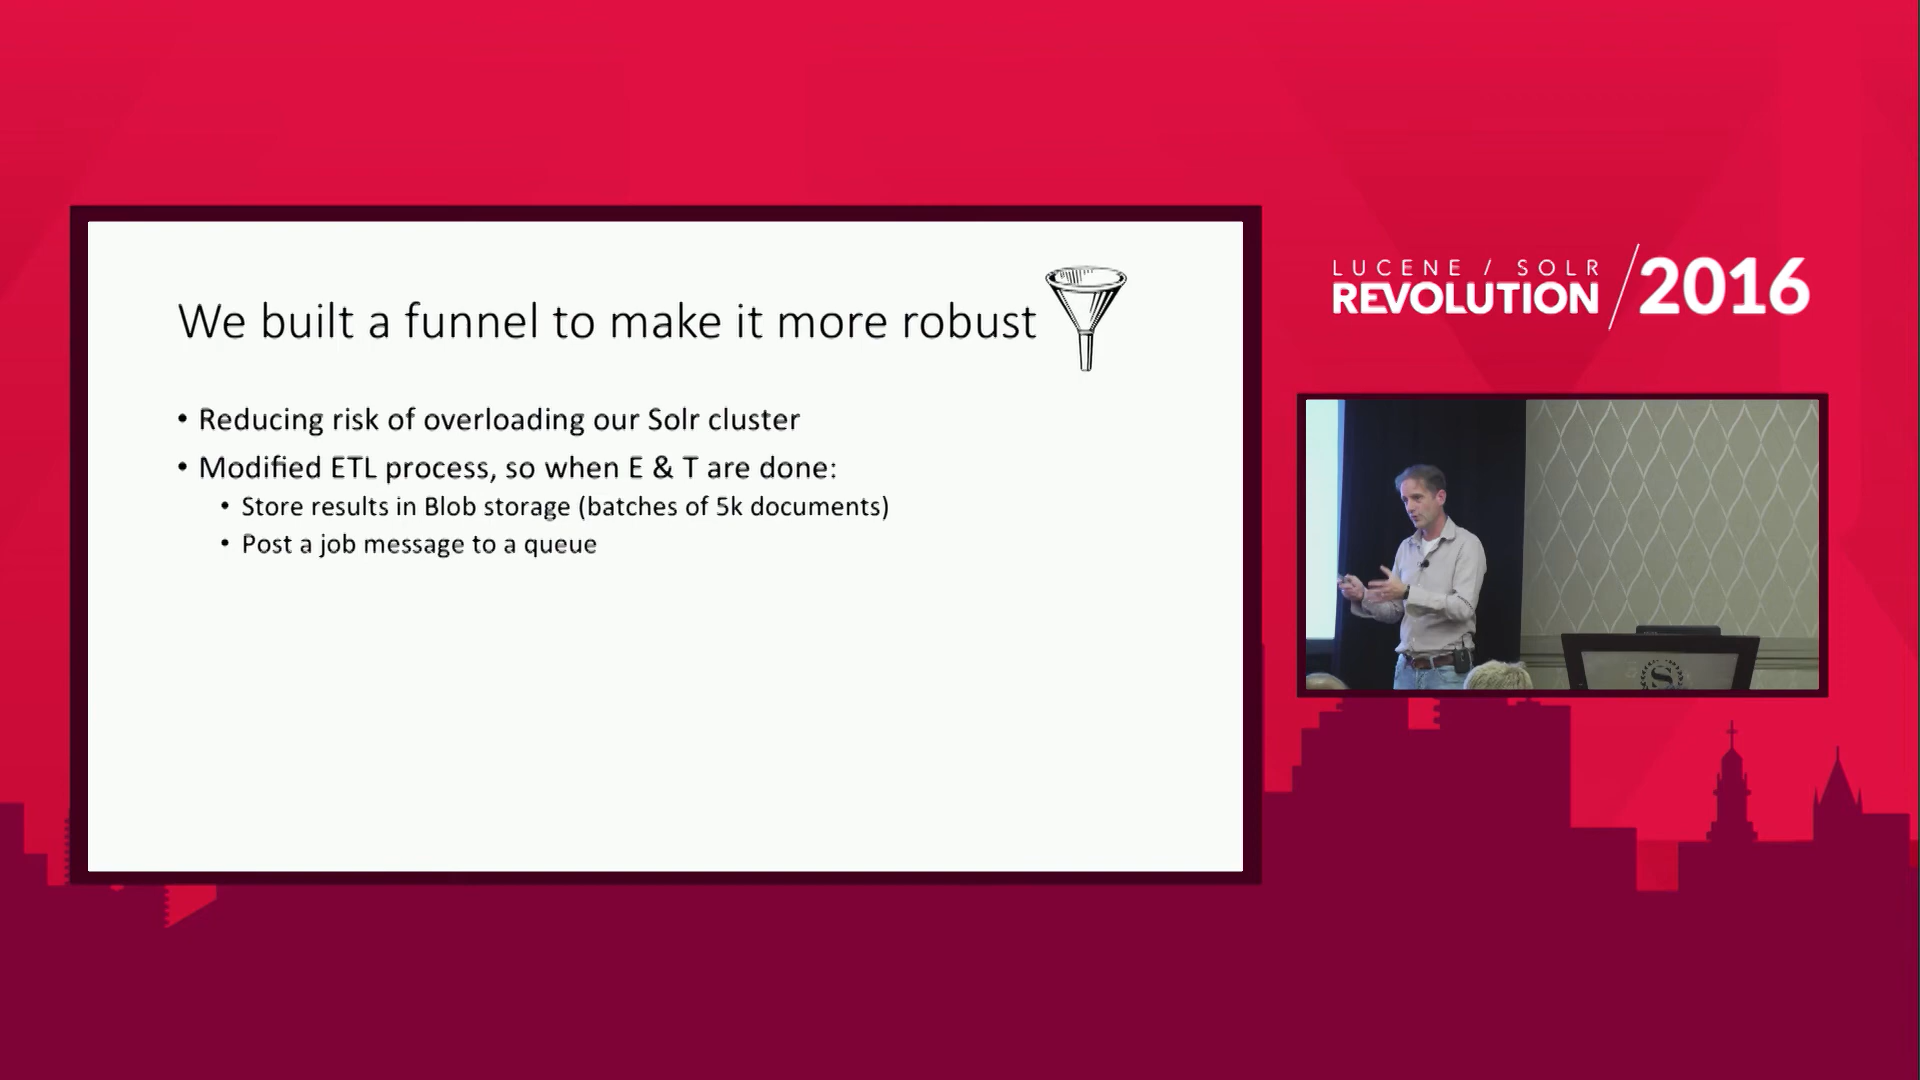 We built a funnel to make it more robust
• Reducing risk of overloading our Solr cluster
• Modified ETL process, so when E & T are done:
• Store results in Blob storage (batches of 5k documents)
• Post a job message to a queue
LUCENE / SOLR
REVOLUTION / 2016
S